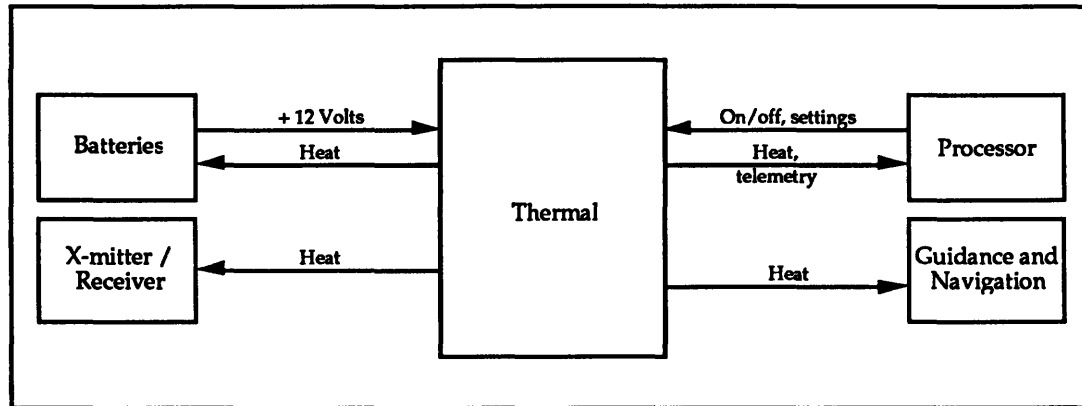 Batteries
+ 12 Volts
Heat
X-mitter /
Receiver
Heat
Thermal
On/off, settings
Heat,
telemetry
Processor
Heat
Guidance and
Navigation